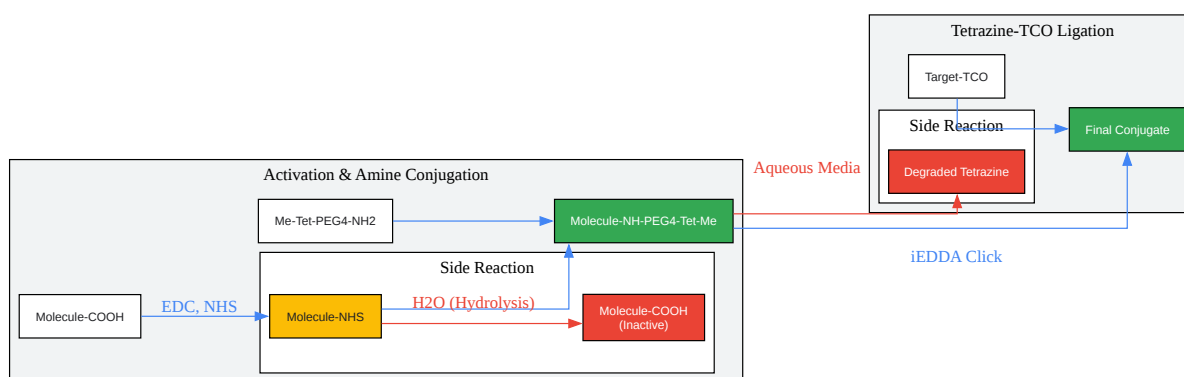 Tetrazine-TCO Ligation
Target-TCO
Side Reaction
Final Conjugate
Degraded Tetrazine
Aqueous Media
iEDDA Click
Activation & Amine Conjugation
Me-Tet-PEG4-NH2
Molecule-NH-PEG4-Tet-Me
Side Reaction
Molecule-COOH
EDC, NHS
Molecule-NHS
H2O (Hydrolysis)
Molecule-COOH
(Inactive)